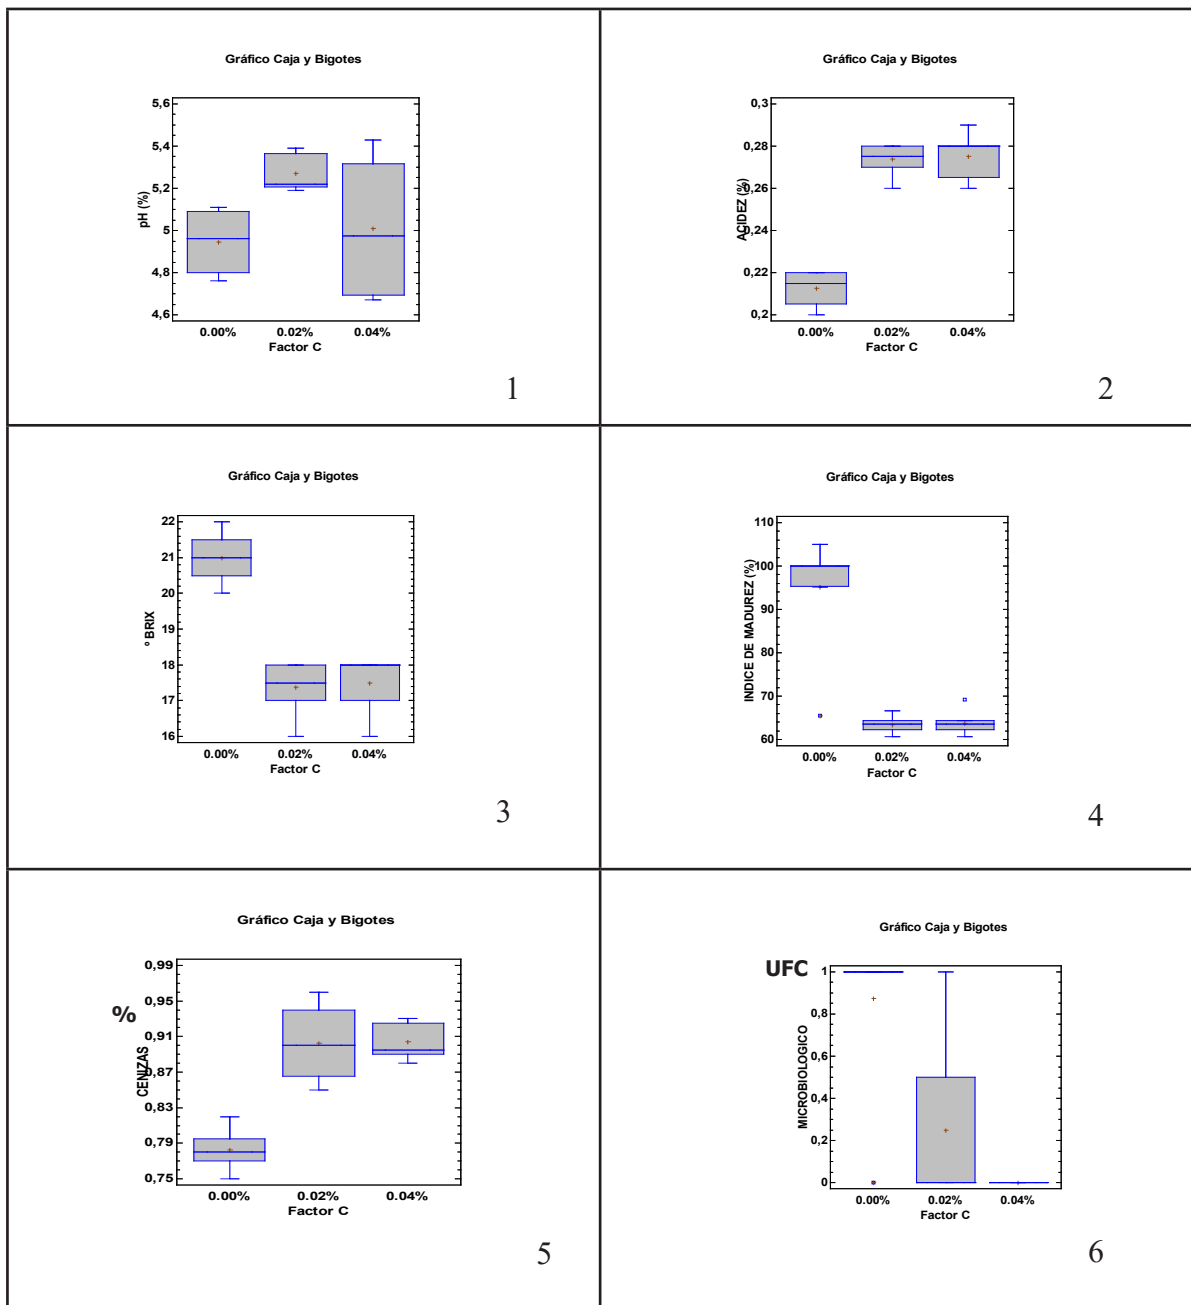 Gráfico Caja y Bigotes
pH (%)
5,6
5,4
5,2
5
4,8
4,6
0.00% 0.02% 0.04%
Factor C
1
Gráfico Caja y Bigotes
ACIDEZ (%)
0,3
0,28
0,26
0,24
0,22
0,2
0.00% 0.02% 0.04%
Factor C
2
Gráfico Caja y Bigotes
º BRIX
22
21
20
19
18
17
16
0.00% 0.02% 0.04%
Factor C
3
Gráfico Caja y Bigotes
INDICE DE MADUREZ (%)
110
100
90
80
70
60
0.00% 0.02% 0.04%
Factor C
4
Gráfico Caja y Bigotes
%
CENIZAS
0,99
0,95
0,91
0,87
0,83
0,79
0,75
0.00% 0.02% 0.04%
Factor C
5
Gráfico Caja y Bigotes
UFC
MICROBIOLOGICO
1
0,8
0,6
0,4
0,2
0
0.00% 0.02% 0.04%
Factor C
6